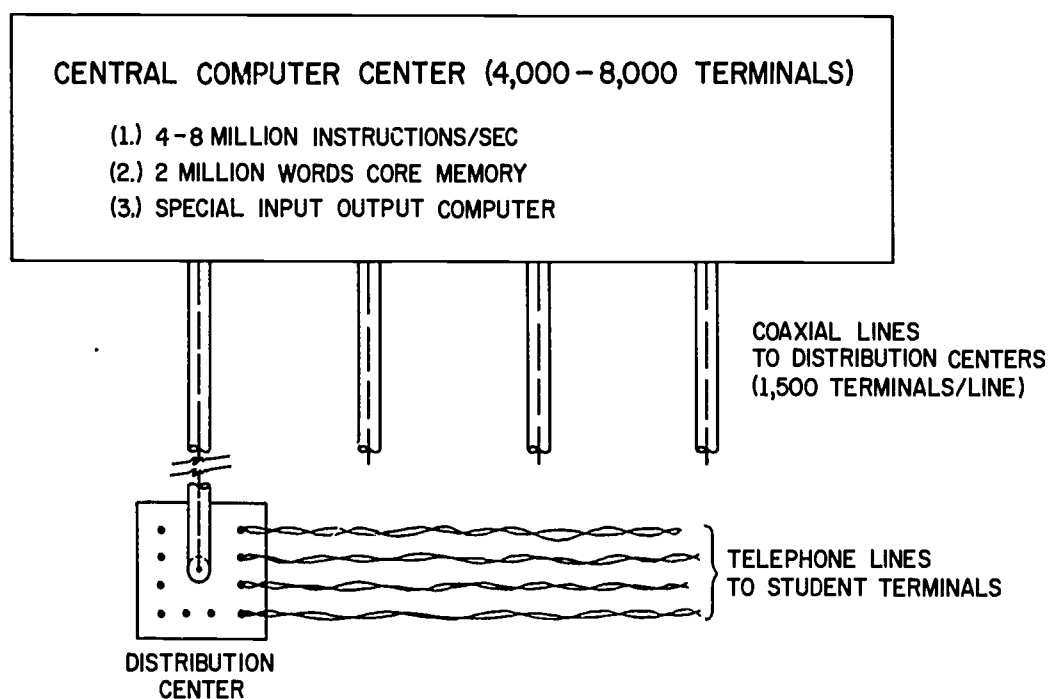 CENTRAL COMPUTER CENTER (4,000-8,000 TERMINALS)
(1.) 4-8 MILLION INSTRUCTIONS/SEC
(2.) 2 MILLION WORDS CORE MEMORY
(3.) SPECIAL INPUT OUTPUT COMPUTER
COAXIAL LINES
TO DISTRIBUTION CENTERS
(1,500 TERMINALS/LINE)
TELEPHONE LINES
TO STUDENT TERMINALS
DISTRIBUTION
CENTER